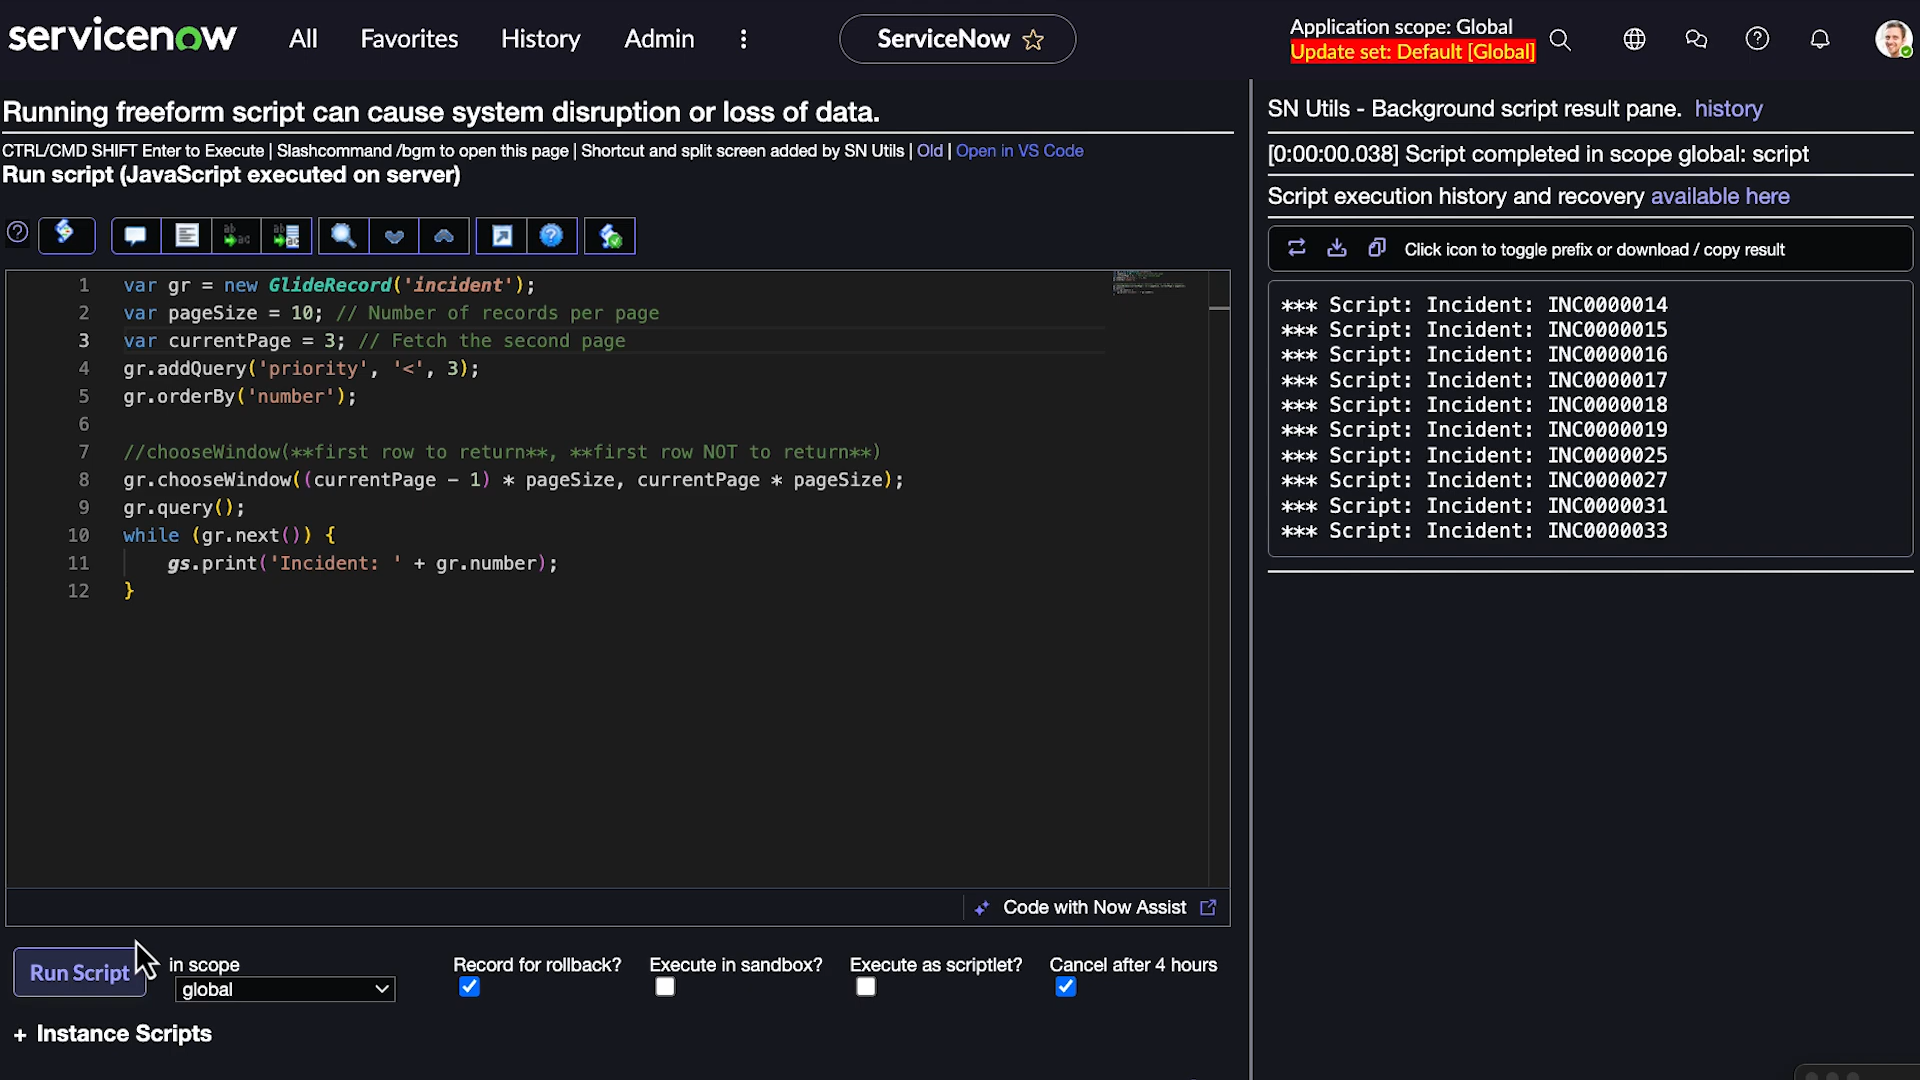 servicenow
All
Favorites
History
Admin
ServiceNow
Application scope: Global
Update set: Default [Global]
Running freeform script can cause system disruption or loss of data.
CTRL/CMD SHIFT Enter to Execute | Slashcommand /bgm to open this page | Shortcut and split screen added by SN Utils | Old | Open in VS Code
Run script (JavaScript executed on server)
1 var gr = new GlideRecord('incident');
2 var pageSize = 10; // Number of records per page
3 var currentPage = 3; // Fetch the second page
4 gr.addQuery('priority', '<', 3);
5 gr.orderBy('number');
6
7 //chooseWindow(**first row to return**, **first row NOT to return**)
8 gr.chooseWindow((currentPage - 1) * pageSize, currentPage * pageSize);
9 gr.query();
10 while (gr.next()) {
11 gs.print('Incident: ' + gr.number);
12 }
Code with Now Assist
Run Script
in scope
global
Record for rollback?
Execute in sandbox?
Execute as scriptlet?
Cancel after 4 hours
+ Instance Scripts
SN Utils - Background script result pane. history
[0:00:00.038] Script completed in scope global: script
Script execution history and recovery available here
Click icon to toggle prefix or download / copy result
*** Script: Incident: INC0000014
*** Script: Incident: INC0000015
*** Script: Incident: INC0000016
*** Script: Incident: INC0000017
*** Script: Incident: INC0000018
*** Script: Incident: INC0000019
*** Script: Incident: INC0000025
*** Script: Incident: INC0000027
*** Script: Incident: INC0000031
*** Script: Incident: INC0000033